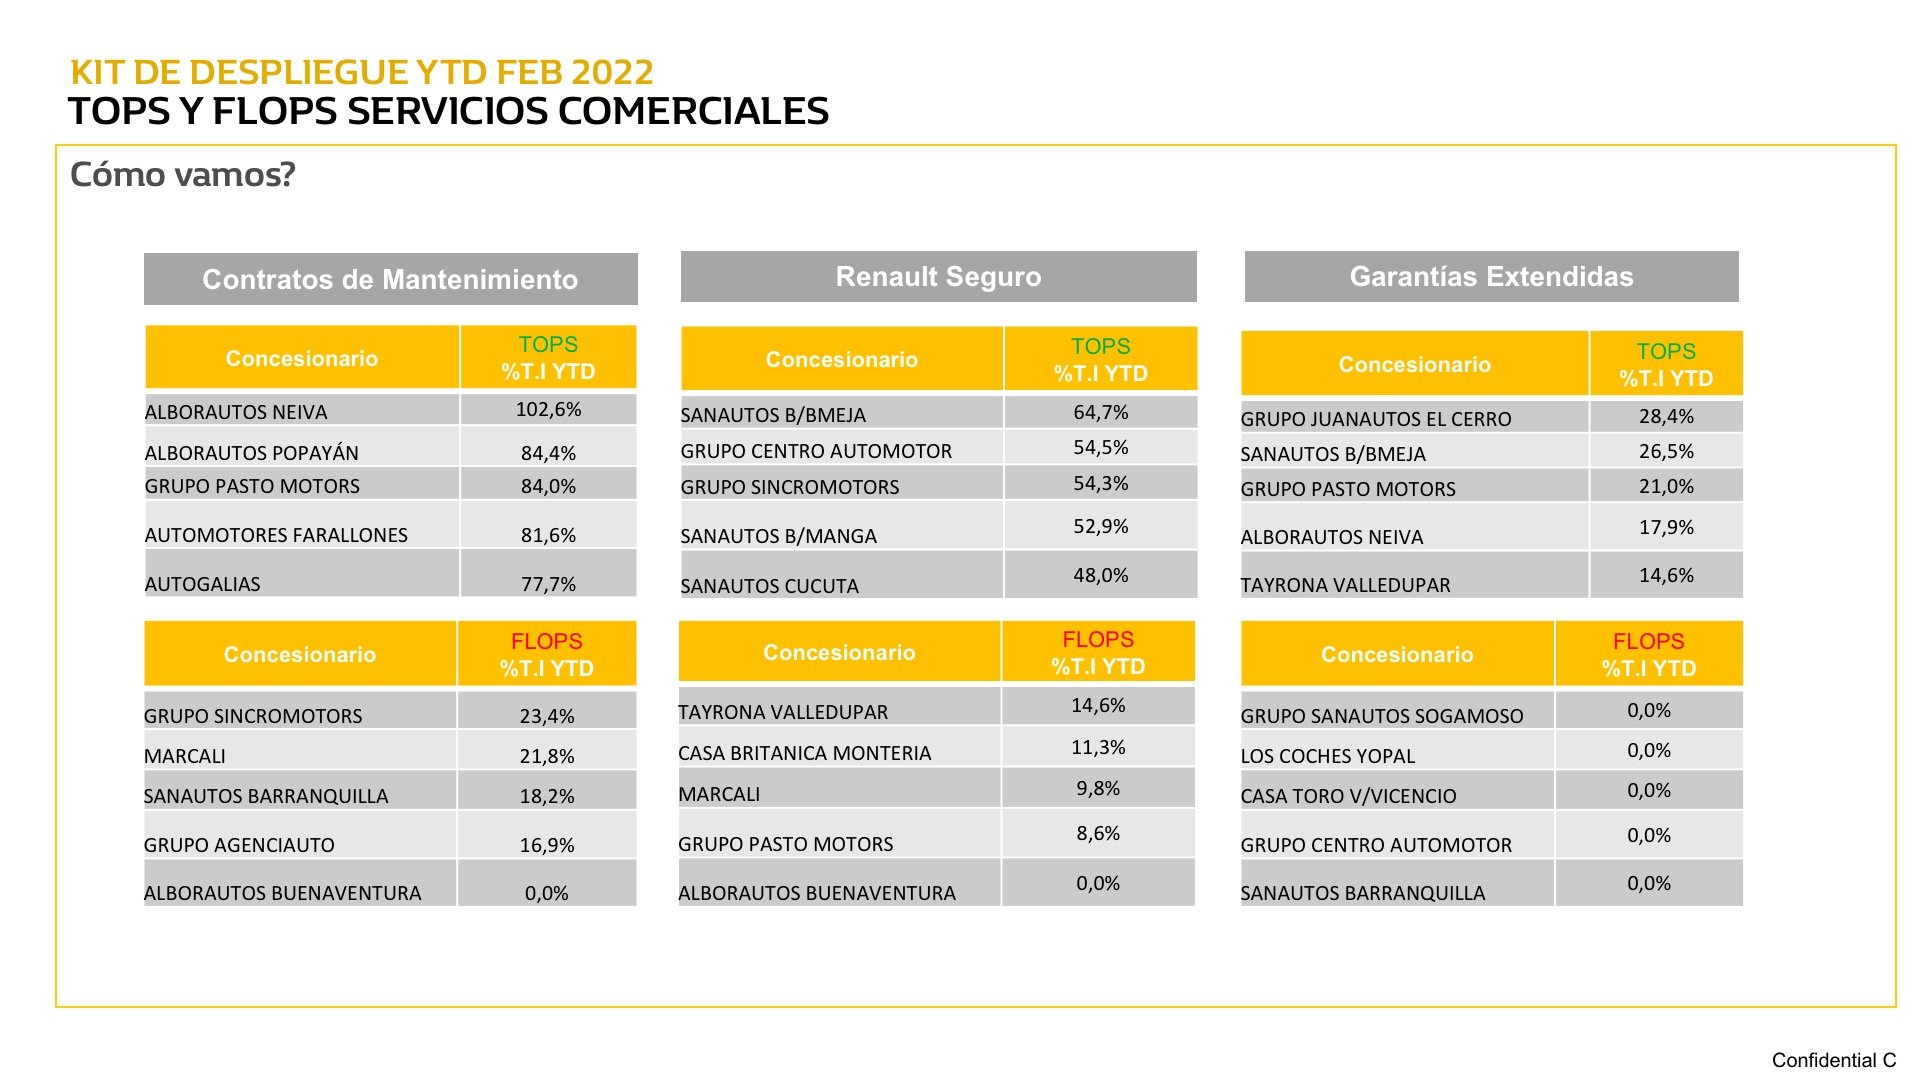 KIT DE DESPLIEGUE YTD FEB 2022
TOPS Y FLOPS SERVICIOS COMERCIALES
Cómo vamos?
Contratos de Mantenimiento
Concesionario TOPS %T.I YTD
ALBORAUTOS NEIVA 102,6%
ALBORAUTOS POPAYÁN 84,4%
GRUPO PASTO MOTORS 84,0%
AUTOMOTORES FARALLONES 81,6%
AUTOGALIAS 77,7%
Concesionario FLOPS %T.I YTD
GRUPO SINCROMOTORS 23,4%
MARCALI 21,8%
SANAUTOS BARRANQUILLA 18,2%
GRUPO AGENCIAUTO 16,9%
ALBORAUTOS BUENAVENTURA 0,0%
Renault Seguro
Concesionario TOPS %T.I YTD
SANAUTOS B/BMEJA 64,7%
GRUPO CENTRO AUTOMOTOR 54,5%
GRUPO SINCROMOTORS 54,3%
SANAUTOS B/MANGA 52,9%
SANAUTOS CUCUTA 48,0%
Concesionario FLOPS %T.I YTD
TAYRONA VALLEDUPAR 14,6%
CASA BRITANICA MONTERIA 11,3%
MARCALI 9,8%
GRUPO PASTO MOTORS 8,6%
ALBORAUTOS BUENAVENTURA 0,0%
Garantías Extendidas
Concesionario TOPS %T.I YTD
GRUPO JUANAUTOS EL CERRO 28,4%
SANAUTOS B/BMEJA 26,5%
GRUPO PASTO MOTORS 21,0%
ALBORAUTOS NEIVA 17,9%
TAYRONA VALLEDUPAR 14,6%
Concesionario FLOPS %T.I YTD
GRUPO SANAUTOS SOGAMOSO 0,0%
LOS COCHES YOPAL 0,0%
CASA TORO V/VICENCIO 0,0%
GRUPO CENTRO AUTOMOTOR 0,0%
SANAUTOS BARRANQUILLA 0,0%
Confidential C